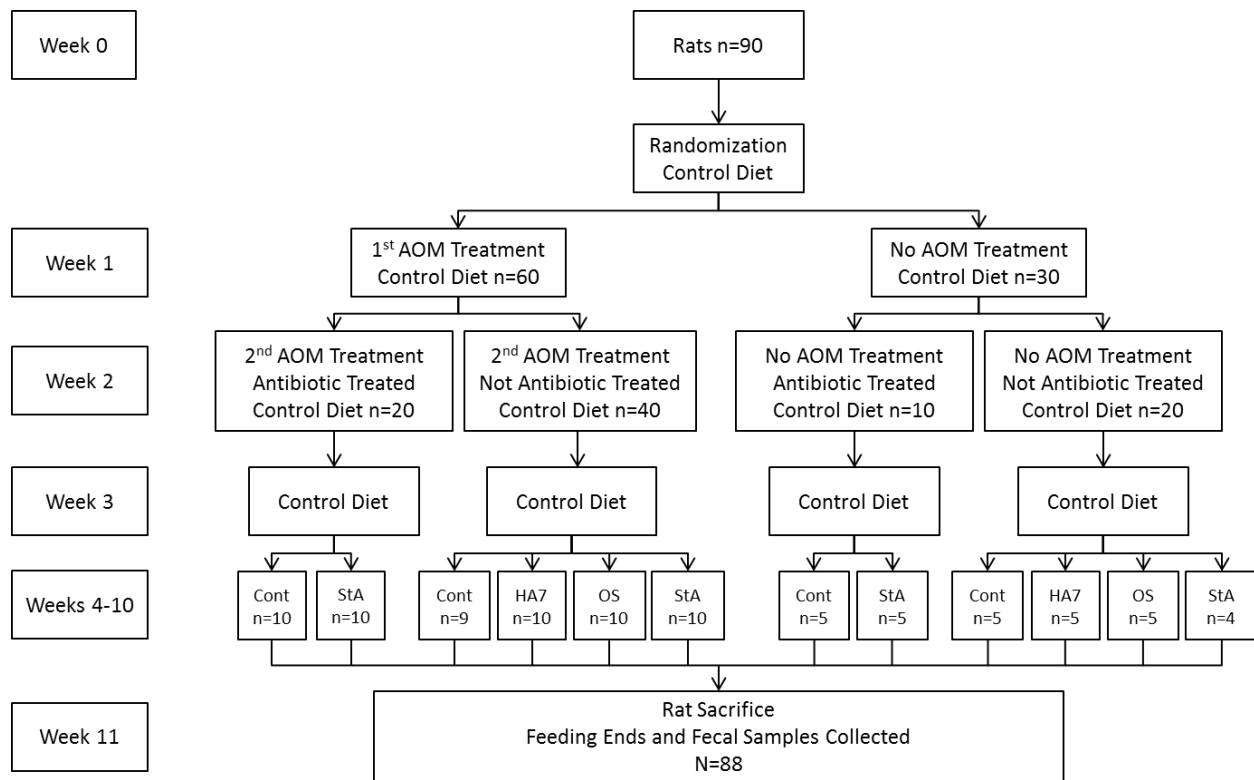 Week 0
Rats n=90
Randomization
Control Diet
Week 1
1st AOM Treatment
Control Diet n=60
No AOM Treatment
Control Diet n=30
Week 2
2nd AOM Treatment
Antibiotic Treated
Control Diet n=20
2nd AOM Treatment
Not Antibiotic Treated
Control Diet n=40
No AOM Treatment
Antibiotic Treated
Control Diet n=10
No AOM Treatment
Not Antibiotic Treated
Control Diet n=20
Week 3
Control Diet
Control Diet
Control Diet
Control Diet
Weeks 4-10
Cont
n=10
StA
n=10
Cont
n=9
HA7
n=10
OS
n=10
StA
n=10
Cont
n=5
StA
n=5
Cont
n=5
HA7
n=5
OS
n=5
StA
n=4
Week 11
Rat Sacrifice
Feeding Ends and Fecal Samples Collected
N=88